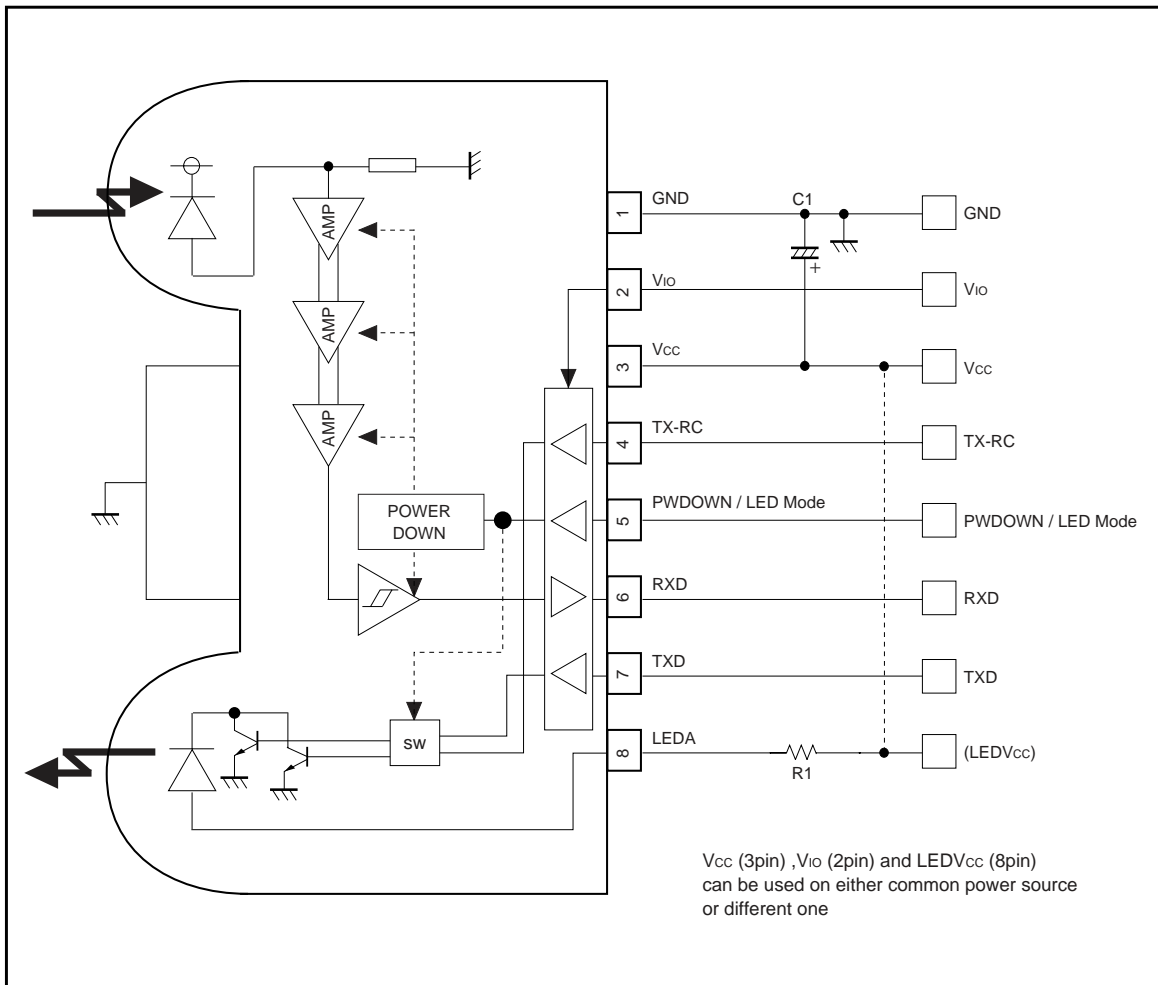 AMP
AMP
AMP
POWER
DOWN
SW
1
GND
C1
+
GND
2
VIO
VIO
3
VCC
VCC
4
TX-RC
TX-RC
5
PWDOWN / LED Mode
PWDOWN / LED Mode
6
RXD
RXD
7
TXD
TXD
8
LEDA
R1
(LEDVCC)
VCC (3pin) ,VIO (2pin) and LEDVCC (8pin)
can be used on either common power source
or different one